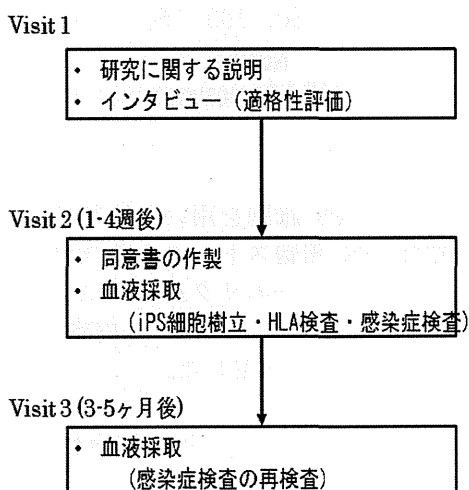 Visit 1
・ 研究に関する説明
・ インタビュー（適格性評価）
Visit 2 (1-4週後)
・ 同意書の作製
・ 血液採取
（iPS細胞樹立・HLA検査・感染症検査）
Visit 3 (3-5ヶ月後)
・ 血液採取
（感染症検査の再検査）